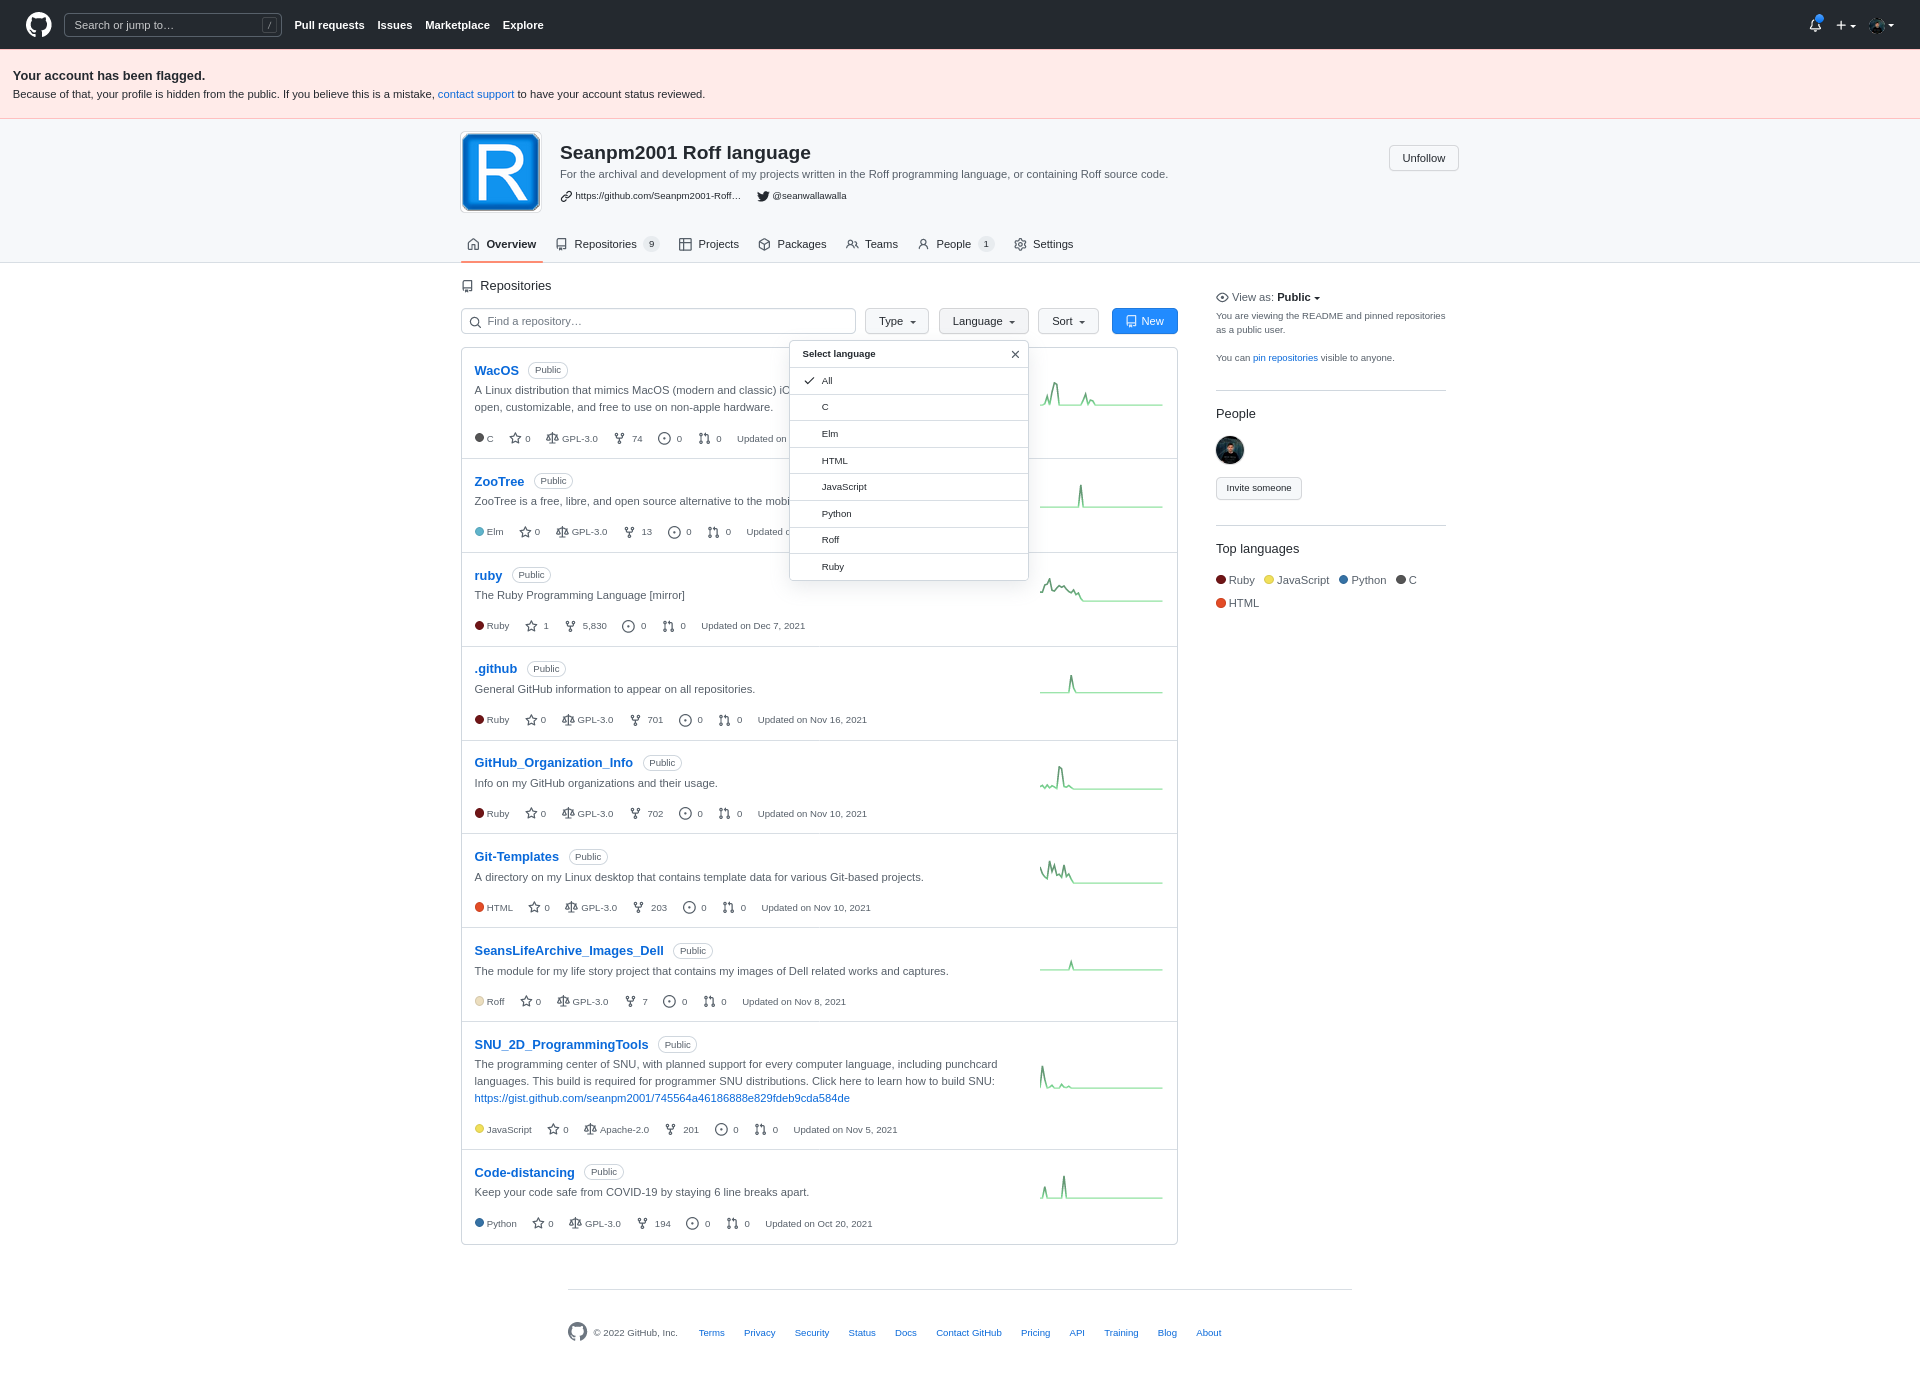 Search or jump to… /
Pull requests Issues Marketplace Explore
Your account has been flagged.
Because of that, your profile is hidden from the public. If you believe this is a mistake, contact support to have your account status reviewed.
R
Seanpm2001 Roff language
For the archival and development of my projects written in the Roff programming language, or containing Roff source code.
https://github.com/Seanpm2001-Roff… @seanwallawalla
Unfollow
Overview Repositories 9 Projects Packages Teams People 1 Settings
Repositories
Find a repository…
Type Language Sort New
Select language
All
C
Elm
HTML
JavaScript
Python
Roff
Ruby
WacOS Public
A Linux distribution that mimics MacOS (modern and classic) iO
open, customizable, and free to use on non-apple hardware.
C 0 GPL-3.0 74 0 0 Updated on
ZooTree Public
ZooTree is a free, libre, and open source alternative to the mobi
Elm 0 GPL-3.0 13 0 0 Updated
ruby Public
The Ruby Programming Language [mirror]
Ruby 1 5,830 0 0 Updated on Dec 7, 2021
.github Public
General GitHub information to appear on all repositories.
Ruby 0 GPL-3.0 701 0 0 Updated on Nov 16, 2021
GitHub_Organization_Info Public
Info on my GitHub organizations and their usage.
Ruby 0 GPL-3.0 702 0 0 Updated on Nov 10, 2021
Git-Templates Public
A directory on my Linux desktop that contains template data for various Git-based projects.
HTML 0 GPL-3.0 203 0 0 Updated on Nov 10, 2021
SeansLifeArchive_Images_Dell Public
The module for my life story project that contains my images of Dell related works and captures.
Roff 0 GPL-3.0 7 0 0 Updated on Nov 8, 2021
SNU_2D_ProgrammingTools Public
The programming center of SNU, with planned support for every computer language, including punchcard
languages. This build is required for programmer SNU distributions. Click here to learn how to build SNU:
https://gist.github.com/seanpm2001/745564a46186888e829fdeb9cda584de
JavaScript 0 Apache-2.0 201 0 0 Updated on Nov 5, 2021
Code-distancing Public
Keep your code safe from COVID-19 by staying 6 line breaks apart.
Python 0 GPL-3.0 194 0 0 Updated on Oct 20, 2021
View as: Public
You are viewing the README and pinned repositories
as a public user.
You can pin repositories visible to anyone.
People
Invite someone
Top languages
Ruby JavaScript Python C
HTML
© 2022 GitHub, Inc. Terms Privacy Security Status Docs Contact GitHub Pricing API Training Blog About